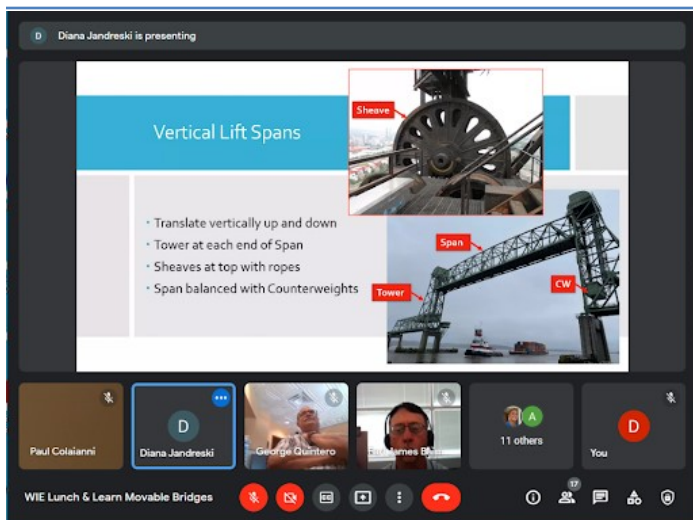 D
Diana Jandreski is presenting
Vertical Lift Spans
Sheave
• Translate vertically up and down
• Tower at each end of Span
• Sheaves at top with ropes
• Span balanced with Counterweights
Span
Tower
CW
D
A
D
Paul Colaianni
Diana Jandreski
George Quintero
James
11 others
You
WIE Lunch & Learn Movable Bridges
CC
17